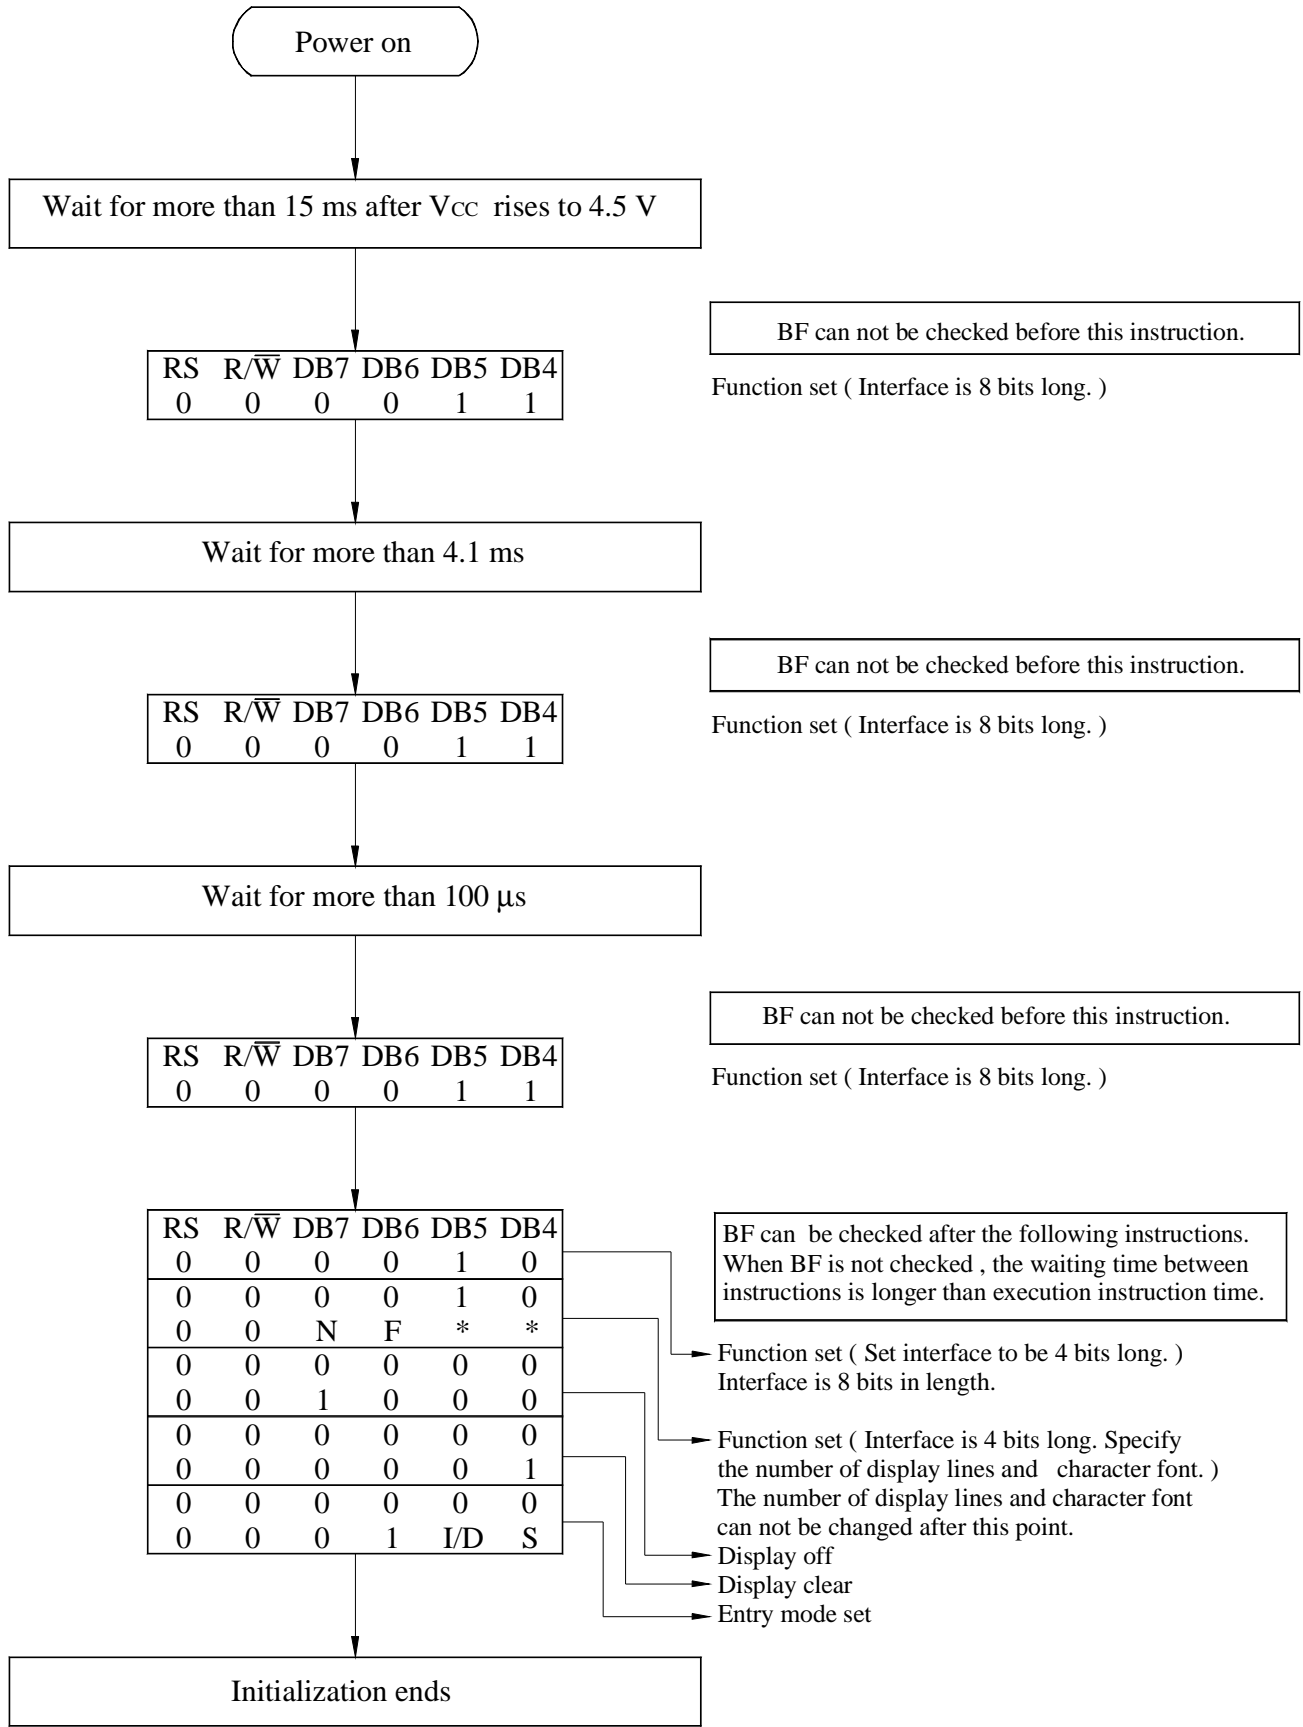 Power on
Wait for more than 15 ms after Vcc rises to 4.5 V
BF can not be checked before this instruction.
RS R/W̅ DB7 DB6 DB5 DB4
0 0 0 0 1 1
Function set ( Interface is 8 bits long. )
Wait for more than 4.1 ms
BF can not be checked before this instruction.
RS R/W̅ DB7 DB6 DB5 DB4
0 0 0 0 1 1
Function set ( Interface is 8 bits long. )
Wait for more than 100 μs
BF can not be checked before this instruction.
RS R/W̅ DB7 DB6 DB5 DB4
0 0 0 0 1 1
Function set ( Interface is 8 bits long. )
RS R/W̅ DB7 DB6 DB5 DB4
0 0 0 0 1 0
0 0 0 0 1 0
0 0 N F * *
0 0 0 0 0 0
0 0 1 0 0 0
0 0 0 0 0 0
0 0 0 0 0 1
0 0 0 0 0 0
0 0 0 1 I/D S
BF can be checked after the following instructions.
When BF is not checked , the waiting time between
instructions is longer than execution instruction time.
Function set ( Set interface to be 4 bits long. )
Interface is 8 bits in length.
Function set ( Interface is 4 bits long. Specify
the number of display lines and character font. )
The number of display lines and character font
can not be changed after this point.
Display off
Display clear
Entry mode set
Initialization ends